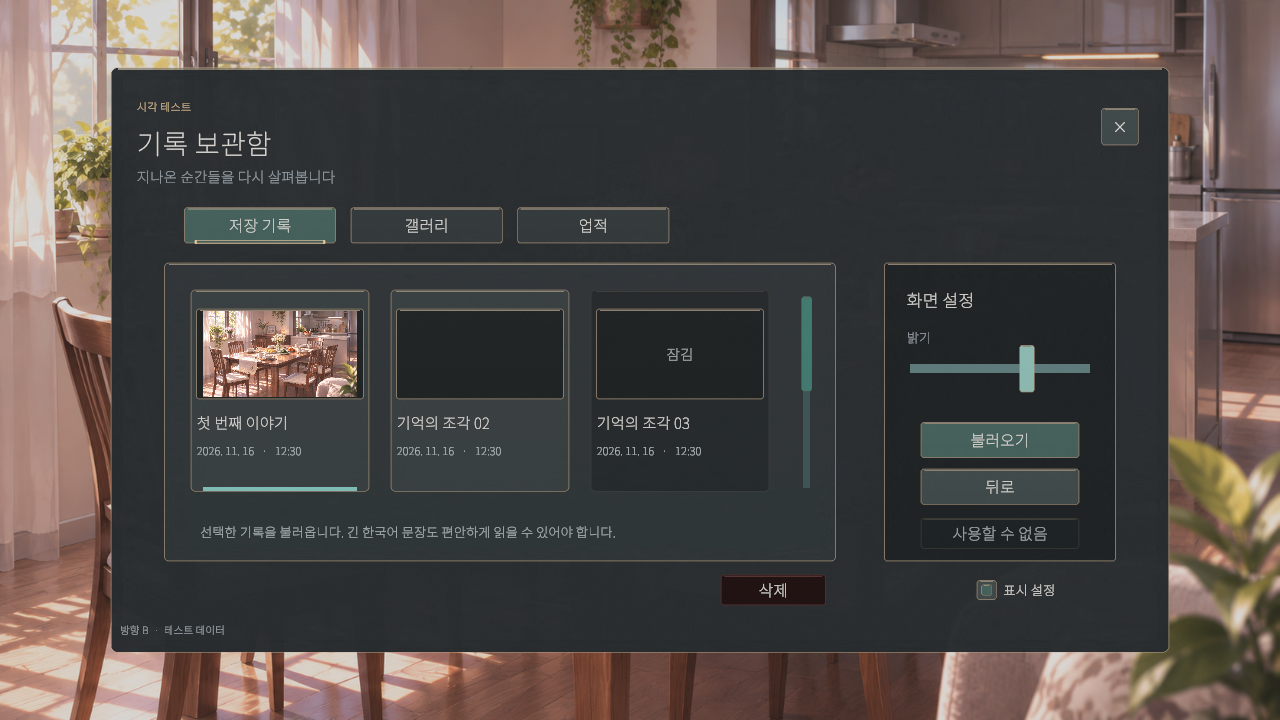 시각 테스트
기록 보관함
지나온 순간들을 다시 살펴봅니다
저장 기록
갤러리
업적
잠김
첫 번째 이야기
2026. 11. 16 · 12:30
기억의 조각 02
2026. 11. 16 · 12:30
기억의 조각 03
2026. 11. 16 · 12:30
선택한 기록을 불러옵니다. 긴 한국어 문장도 편안하게 읽을 수 있어야 합니다.
화면 설정
밝기
불러오기
뒤로
사용할 수 없음
삭제
표시 설정
방향 B · 테스트 데이터